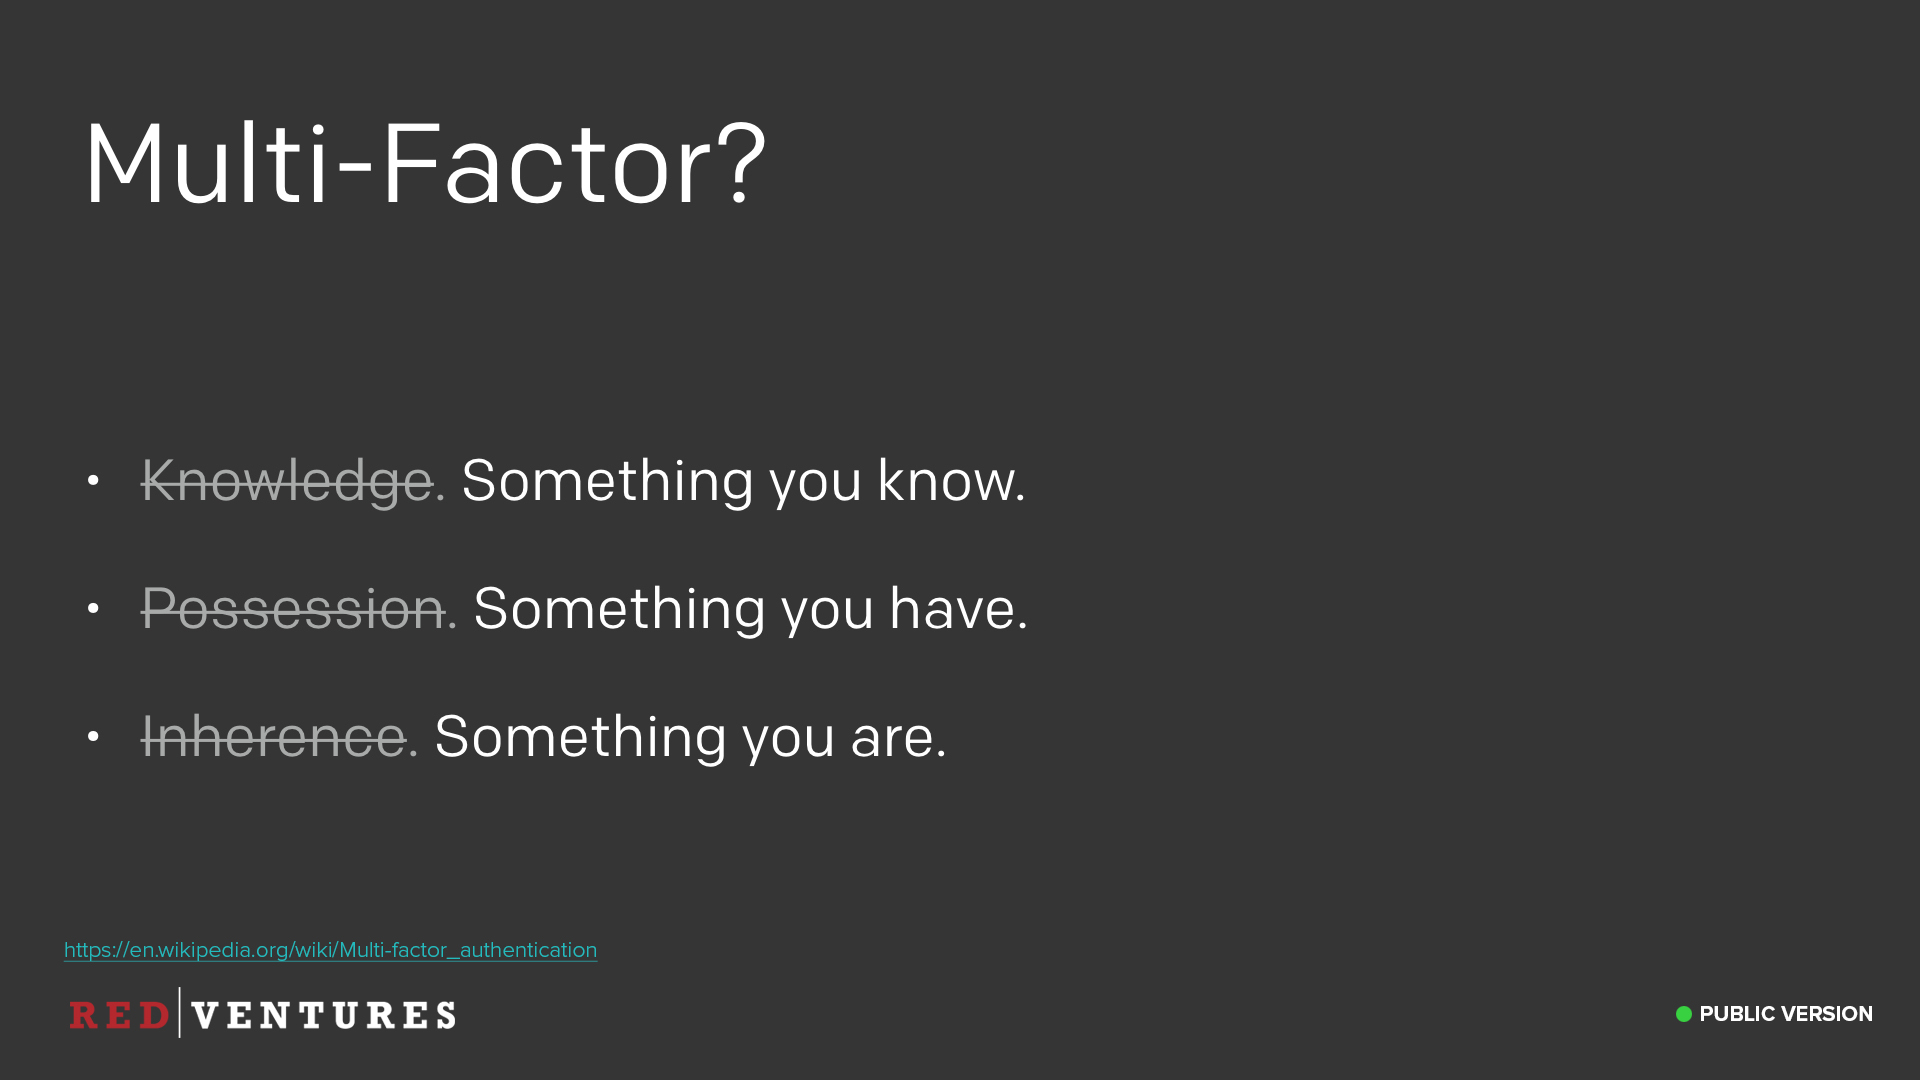 Multi-Factor?
• Knowledge. Something you know.
• Possession. Something you have.
• Inherence. Something you are.
https://en.wikipedia.org/wiki/Multi-factor_authentication
RED VENTURES
PUBLIC VERSION